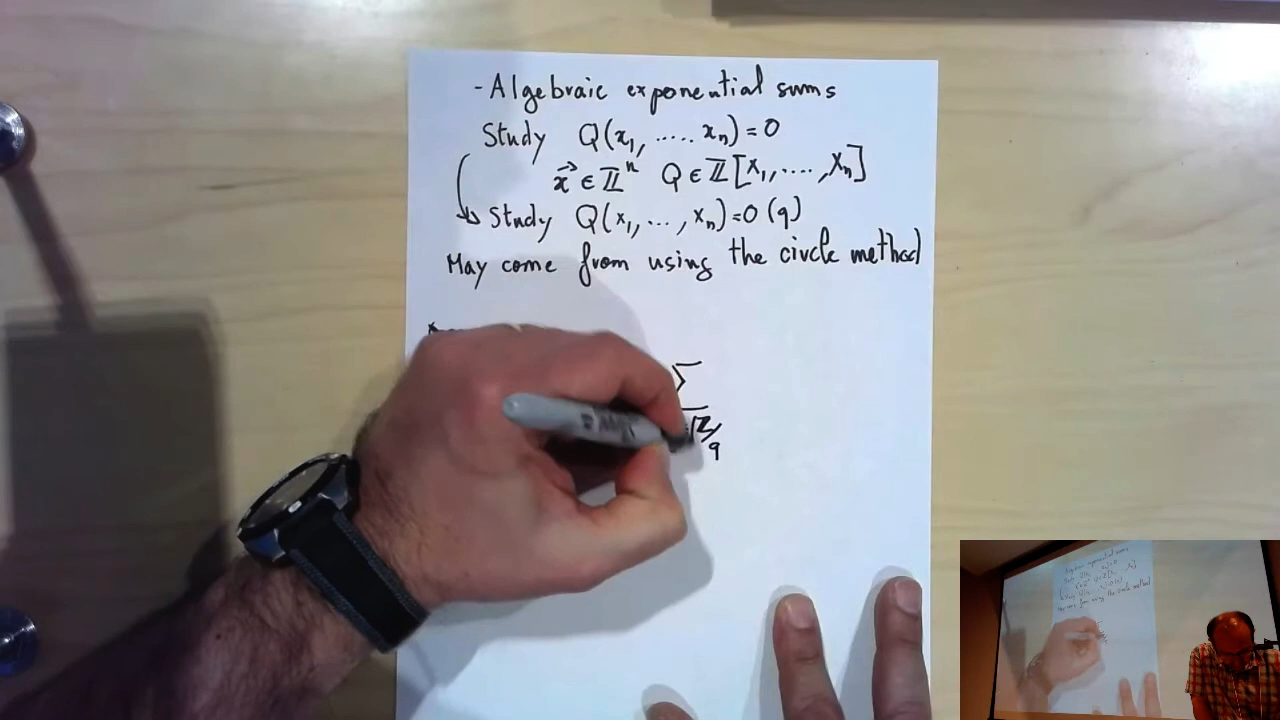 - Algebraic exponential sums
Study Q(x₁, ..... xₙ) = 0
x⃗ ∈ ℤⁿ Q ∈ ℤ[x₁, ...., xₙ]
↳ Study Q(x₁, ..., xₙ) = 0 (q)
May come from using the circle method
∑
ℤ/q